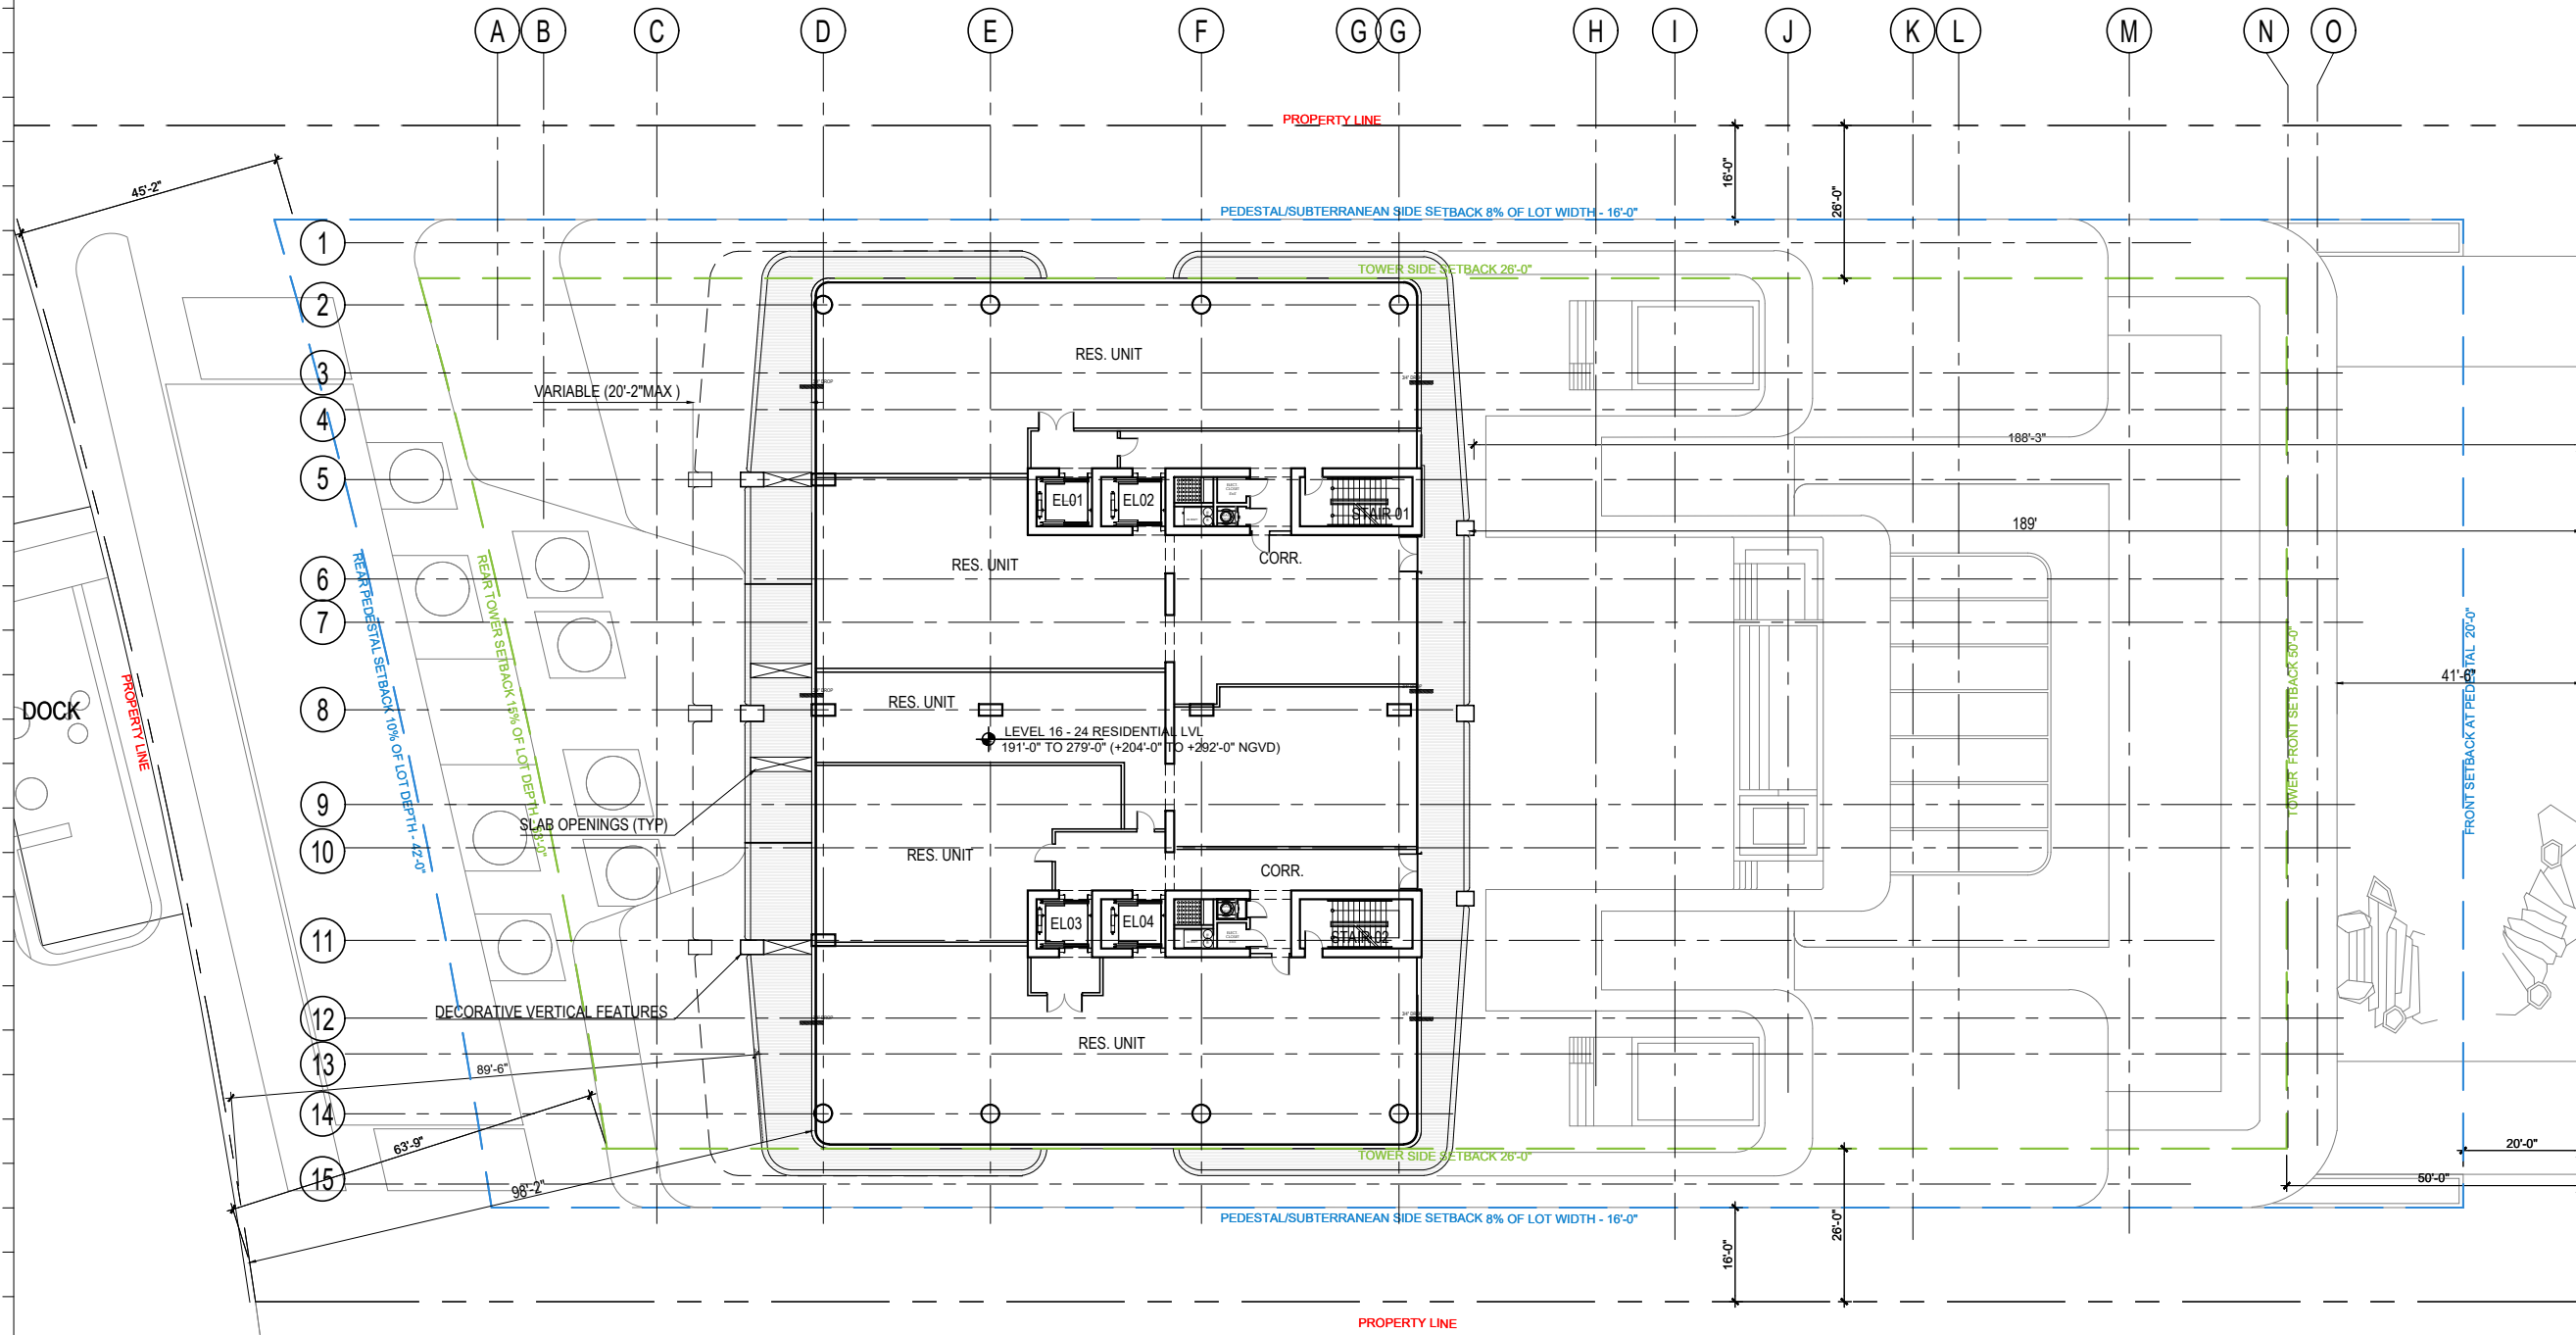 A B C D E F G G H I J K L M N O
PROPERTY LINE
45'-2"
16'-0"
26'-0"
PEDESTAL/SUBTERRANEAN SIDE SETBACK 8% OF LOT WIDTH - 16'-0"
1
TOWER SIDE SETBACK 26'-0"
2
RES. UNIT
3
VARIABLE (20'-2"MAX )
4
188'-3"
5
EL01
EL02
STAIR 01
189'
CORR.
RES. UNIT
6
7
REAR PEDESTAL SETBACK 10% OF LOT DEPTH - 42'-0"
REAR TOWER SETBACK 15% OF LOT DEPTH - 63'-0"
TOWER FRONT SETBACK 50'-0"
FRONT SETBACK AT PEDESTAL 20'-0"
41'-6"
PROPERTY LINE
DOCK
8
RES. UNIT
LEVEL 16 - 24 RESIDENTIAL LVL
191'-0" TO 279'-0" (+204'-0" TO +292'-0" NGVD)
9
SLAB OPENINGS (TYP)
10
RES. UNIT
CORR.
11
EL03
EL04
STAIR 02
12
DECORATIVE VERTICAL FEATURES
13
RES. UNIT
89'-6"
14
63'-9"
TOWER SIDE SETBACK 26'-0"
20'-0"
15
98'-2"
50'-0"
PEDESTAL/SUBTERRANEAN SIDE SETBACK 8% OF LOT WIDTH - 16'-0"
16'-0"
26'-0"
PROPERTY LINE